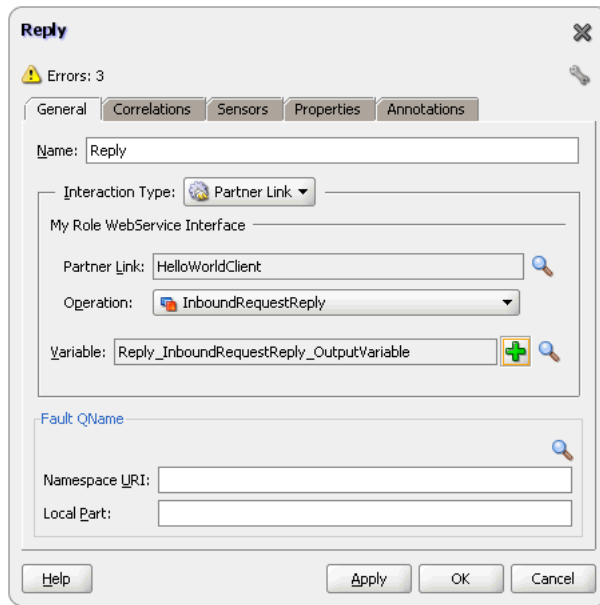 Reply
Errors: 3
General Correlations Sensors Properties Annotations
Name: Reply
Interaction Type: Partner Link
My Role WebService Interface
Partner Link: HelloWorldClient
Operation: InboundRequestReply
Variable: Reply_InboundRequestReply_OutputVariable
Fault QName
Namespace URI:
Local Part:
Help Apply OK Cancel